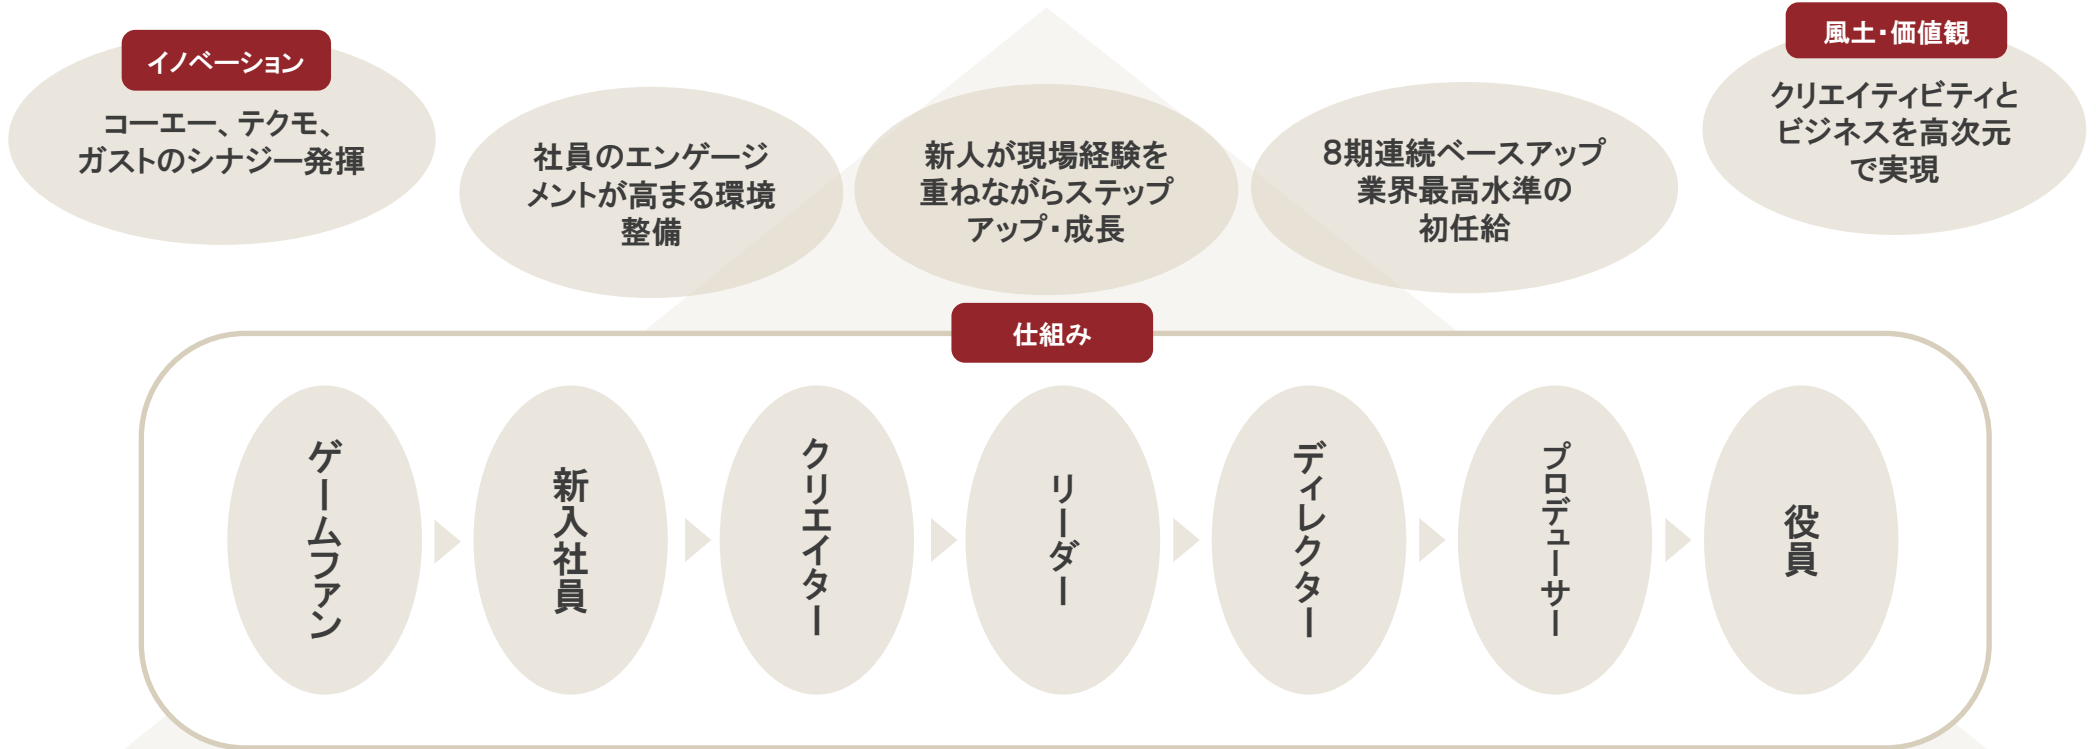 イノベーション
コーエー、テクモ、
ガストのシナジー発揮
社員のエンゲージ
メントが高まる環境
整備
新人が現場経験を
重ねながらステップ
アップ・成長
8期連続ベースアップ
業界最高水準の
初任給
風土・価値観
クリエイティビティと
ビジネスを高次元
で実現
仕組み
ゲームファン
新入社員
クリエイター
リーダー
ディレクター
プロデューサー
役員